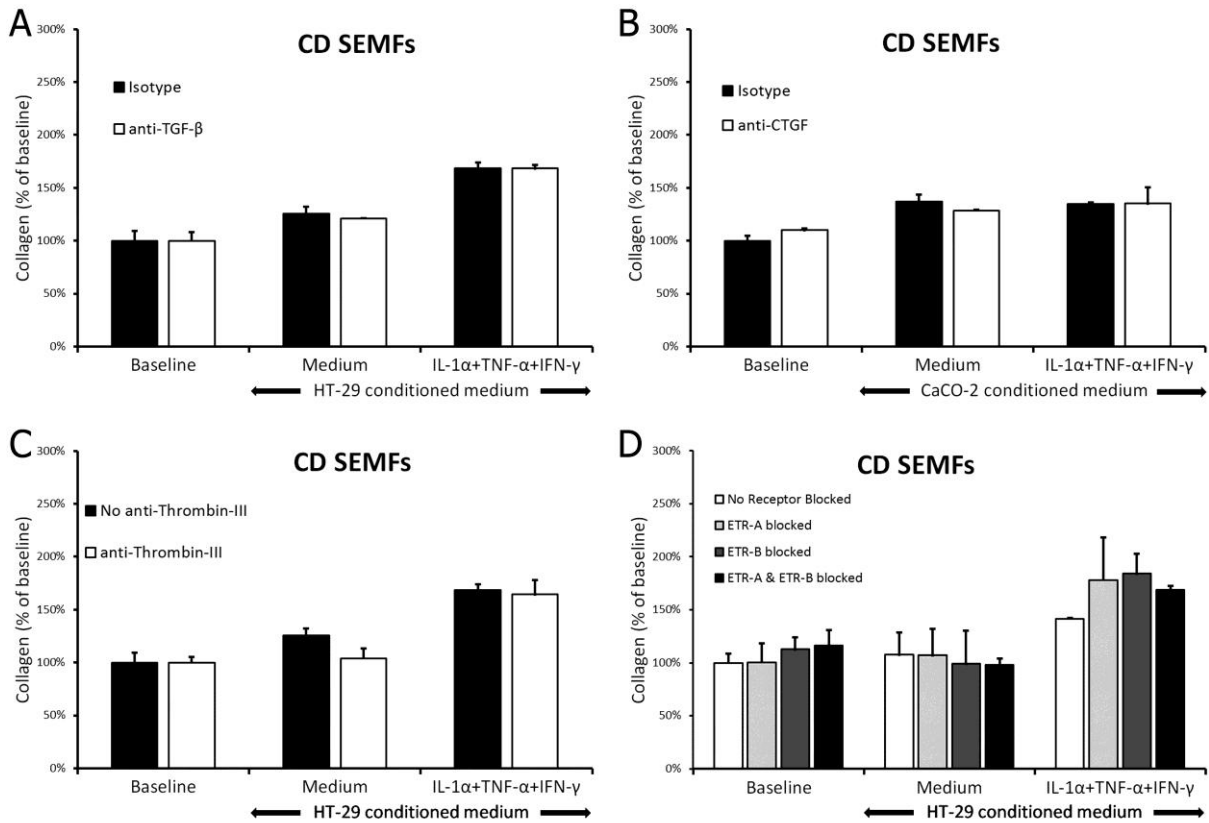 A
CD SEMFs
Collagen (% of baseline)
300%
250%
200%
150%
100%
50%
0%
Isotype
anti-TGF-β
Baseline
Medium
IL-1α+TNF-α+IFN-γ
HT-29 conditioned medium
B
CD SEMFs
Collagen (% of baseline)
300%
250%
200%
150%
100%
50%
0%
Isotype
anti-CTGF
Baseline
Medium
IL-1α+TNF-α+IFN-γ
CaCO-2 conditioned medium
C
CD SEMFs
Collagen (% of baseline)
300%
250%
200%
150%
100%
50%
0%
No anti-Thrombin-III
anti-Thrombin-III
Baseline
Medium
IL-1α+TNF-α+IFN-γ
HT-29 conditioned medium
D
CD SEMFs
Collagen (% of baseline)
300%
250%
200%
150%
100%
50%
0%
No Receptor Blocked
ETR-A blocked
ETR-B blocked
ETR-A & ETR-B blocked
Baseline
Medium
IL-1α+TNF-α+IFN-γ
HT-29 conditioned medium